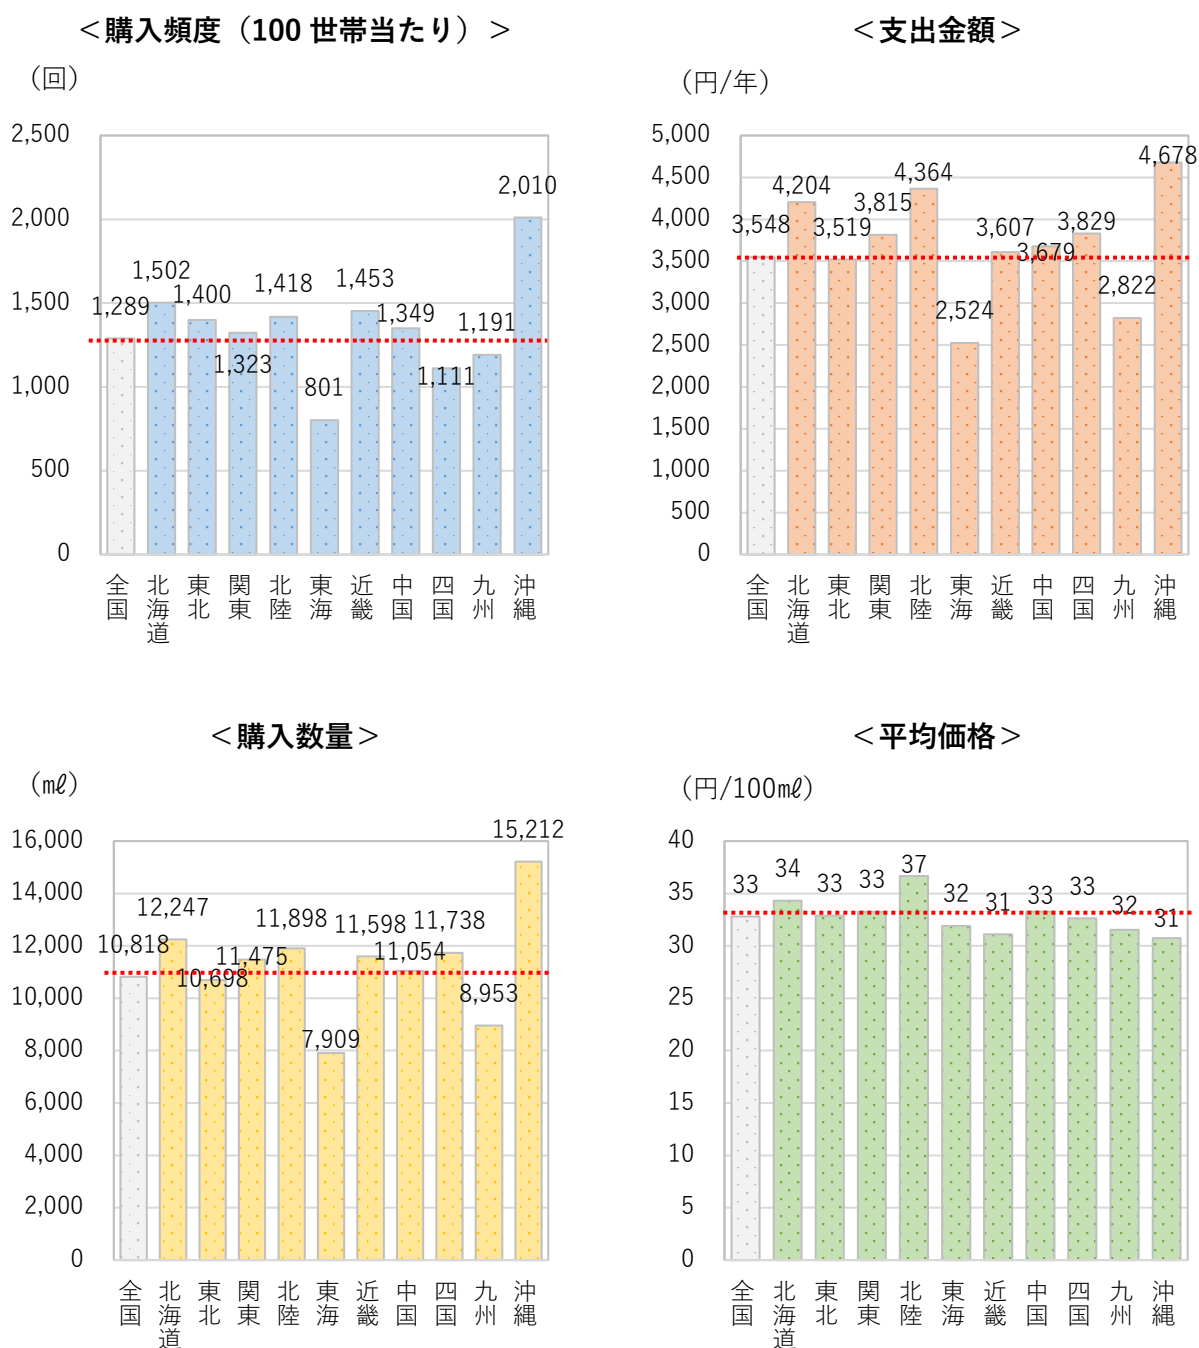 ＜購入頻度（100 世帯当たり）＞
（回）
2,500
2,000
1,500
1,000
500
0
1,289
1,502
1,400
1,323
1,418
801
1,453
1,349
1,111
1,191
2,010
全国
北海道
東北
関東
北陸
東海
近畿
中国
四国
九州
沖縄
＜支出金額＞
（円/年）
5,000
4,500
4,000
3,500
3,000
2,500
2,000
1,500
1,000
500
0
3,548
4,204
3,519
3,815
4,364
2,524
3,607
3,679
3,829
2,822
4,678
全国
北海道
東北
関東
北陸
東海
近畿
中国
四国
九州
沖縄
＜購入数量＞
（㎖）
16,000
14,000
12,000
10,000
8,000
6,000
4,000
2,000
0
10,818
12,247
10,698
11,475
11,898
7,909
11,598
11,054
11,738
8,953
15,212
全国
北海道
東北
関東
北陸
東海
近畿
中国
四国
九州
沖縄
＜平均価格＞
（円/100㎖）
40
35
30
25
20
15
10
5
0
33
34
33
33
37
32
31
33
33
32
31
全国
北海道
東北
関東
北陸
東海
近畿
中国
四国
九州
沖縄